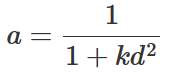 a = 1 / (1 + kd²)